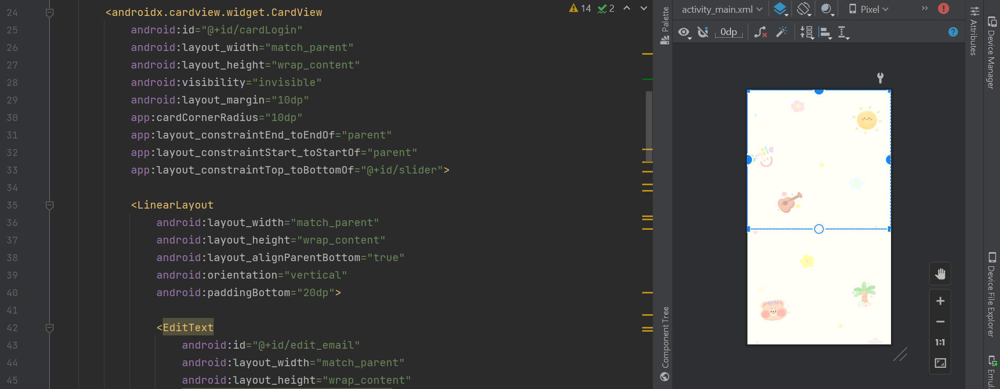 24 <androidx.cardview.widget.CardView
25 android:id="@+id/cardLogin"
26 android:layout_width="match_parent"
27 android:layout_height="wrap_content"
28 android:visibility="invisible"
29 android:layout_margin="10dp"
30 app:cardCornerRadius="10dp"
31 app:layout_constraintEnd_toEndOf="parent"
32 app:layout_constraintStart_toStartOf="parent"
33 app:layout_constraintTop_toBottomOf="@+id/slider">
34
35 <LinearLayout
36 android:layout_width="match_parent"
37 android:layout_height="wrap_content"
38 android:layout_alignParentBottom="true"
39 android:orientation="vertical"
40 android:paddingBottom="20dp">
41
42 <EditText
43 android:id="@+id/edit_email"
44 android:layout_width="match_parent"
45 android:layout_height="wrap_content"
14 2
Palette
Component Tree
activity_main.xml Pixel »
0dp ?
smile
1:1
Attributes
Device Manager
Device File Explorer
Emul